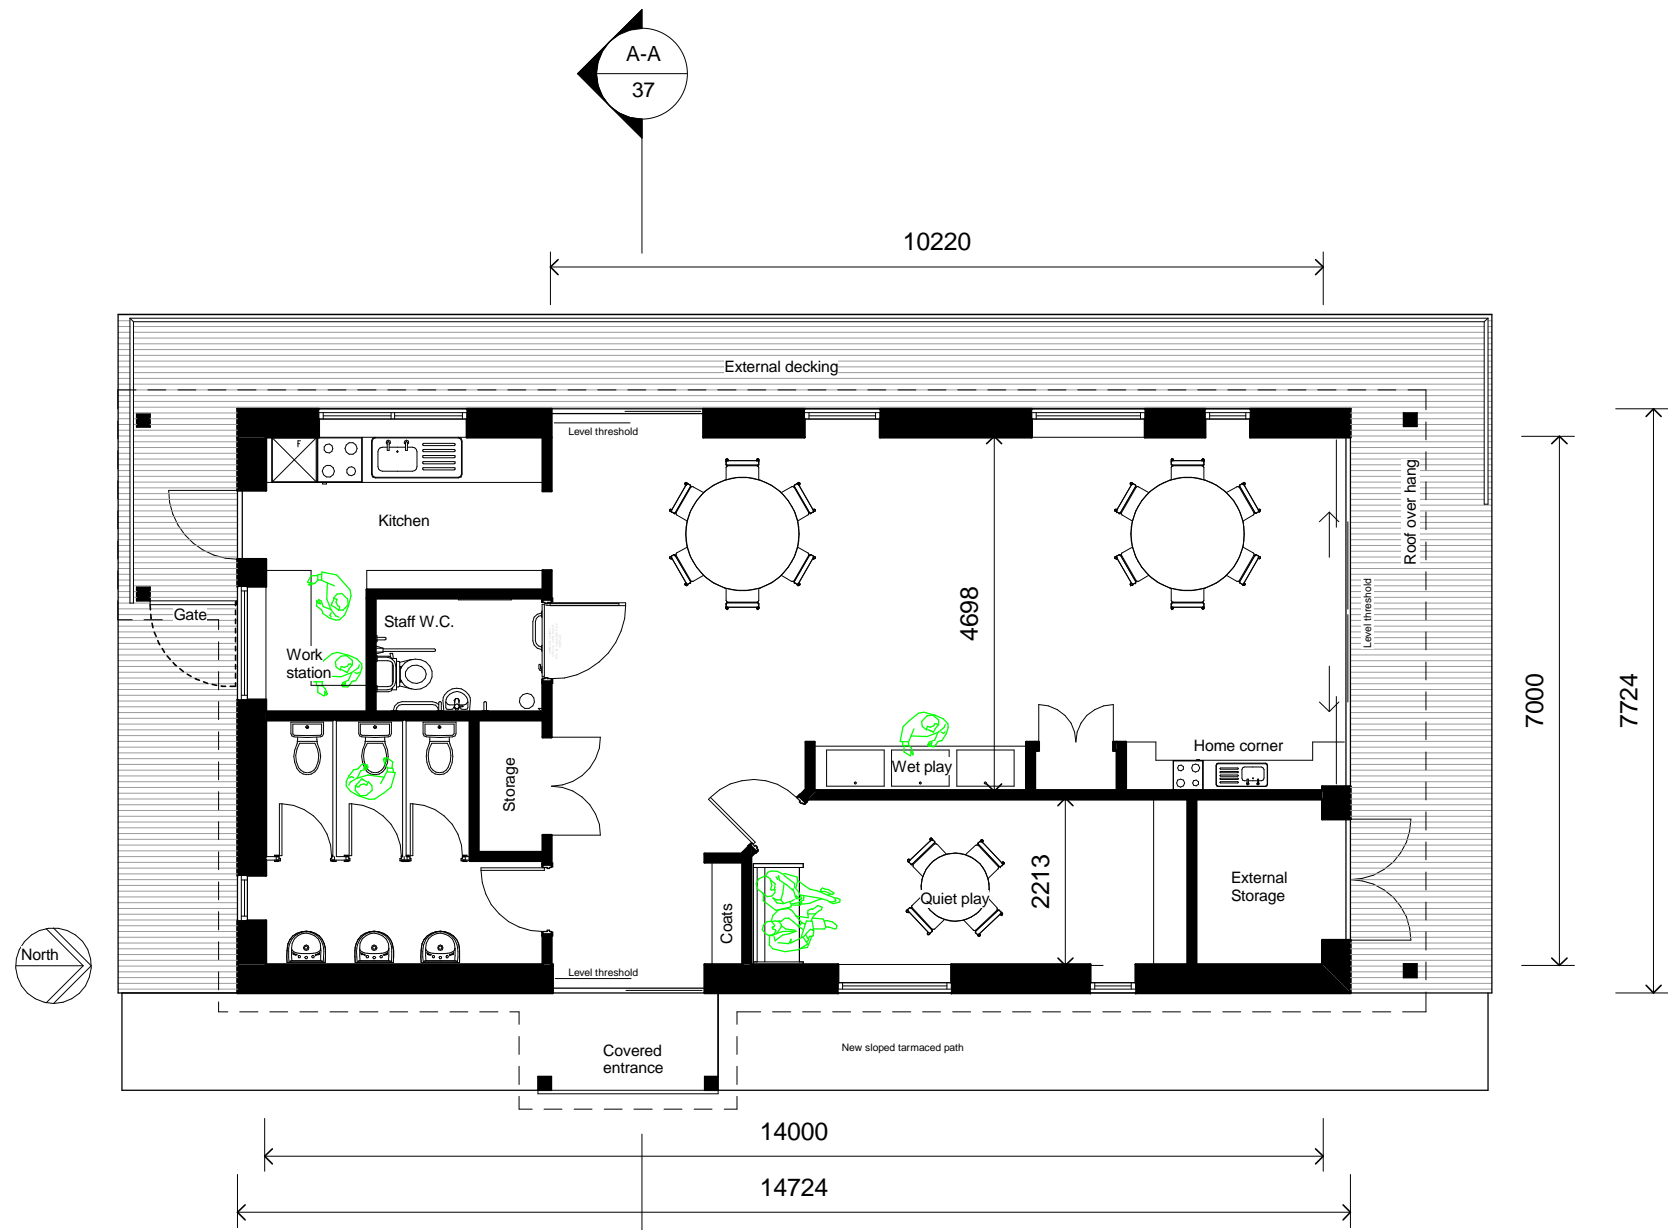 A-A
37
10220
External decking
Level threshold
F
Kitchen
Roof over hang
Gate
Staff W.C.
Work
station
4698
Level threshold
7000
7724
Home corner
Wet play
Storage
2213
External
Storage
Quiet play
Coats
North
Level threshold
Covered
entrance
New sloped tarmaced path
14000
14724